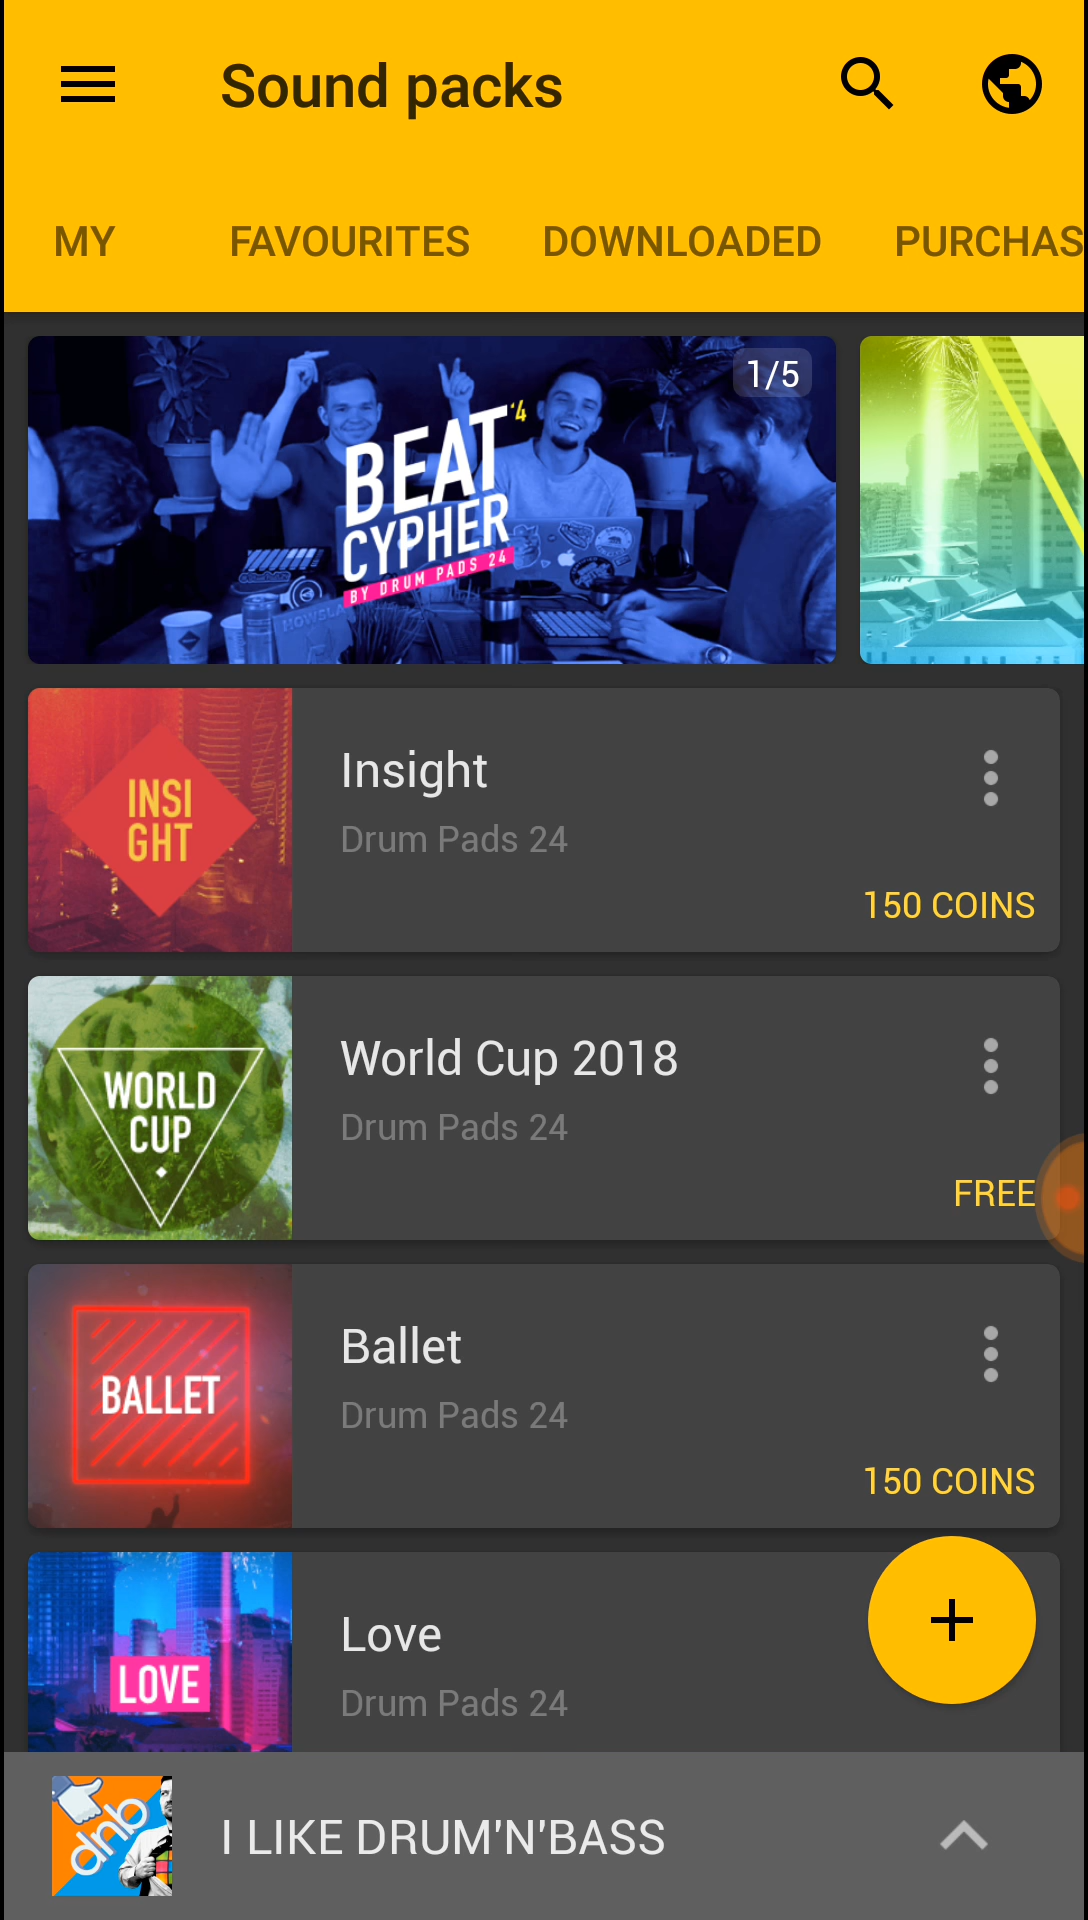 Sound packs
MY FAVOURITES DOWNLOADED PURCHAS
1/5
BEAT '4
CYPHER
BY DRUM PADS 24
INSI
GHT
Insight
Drum Pads 24
150 COINS
WORLD
CUP
World Cup 2018
Drum Pads 24
FREE
BALLET
Ballet
Drum Pads 24
150 COINS
LOVE
Love
Drum Pads 24
dnb
I LIKE DRUM'N'BASS